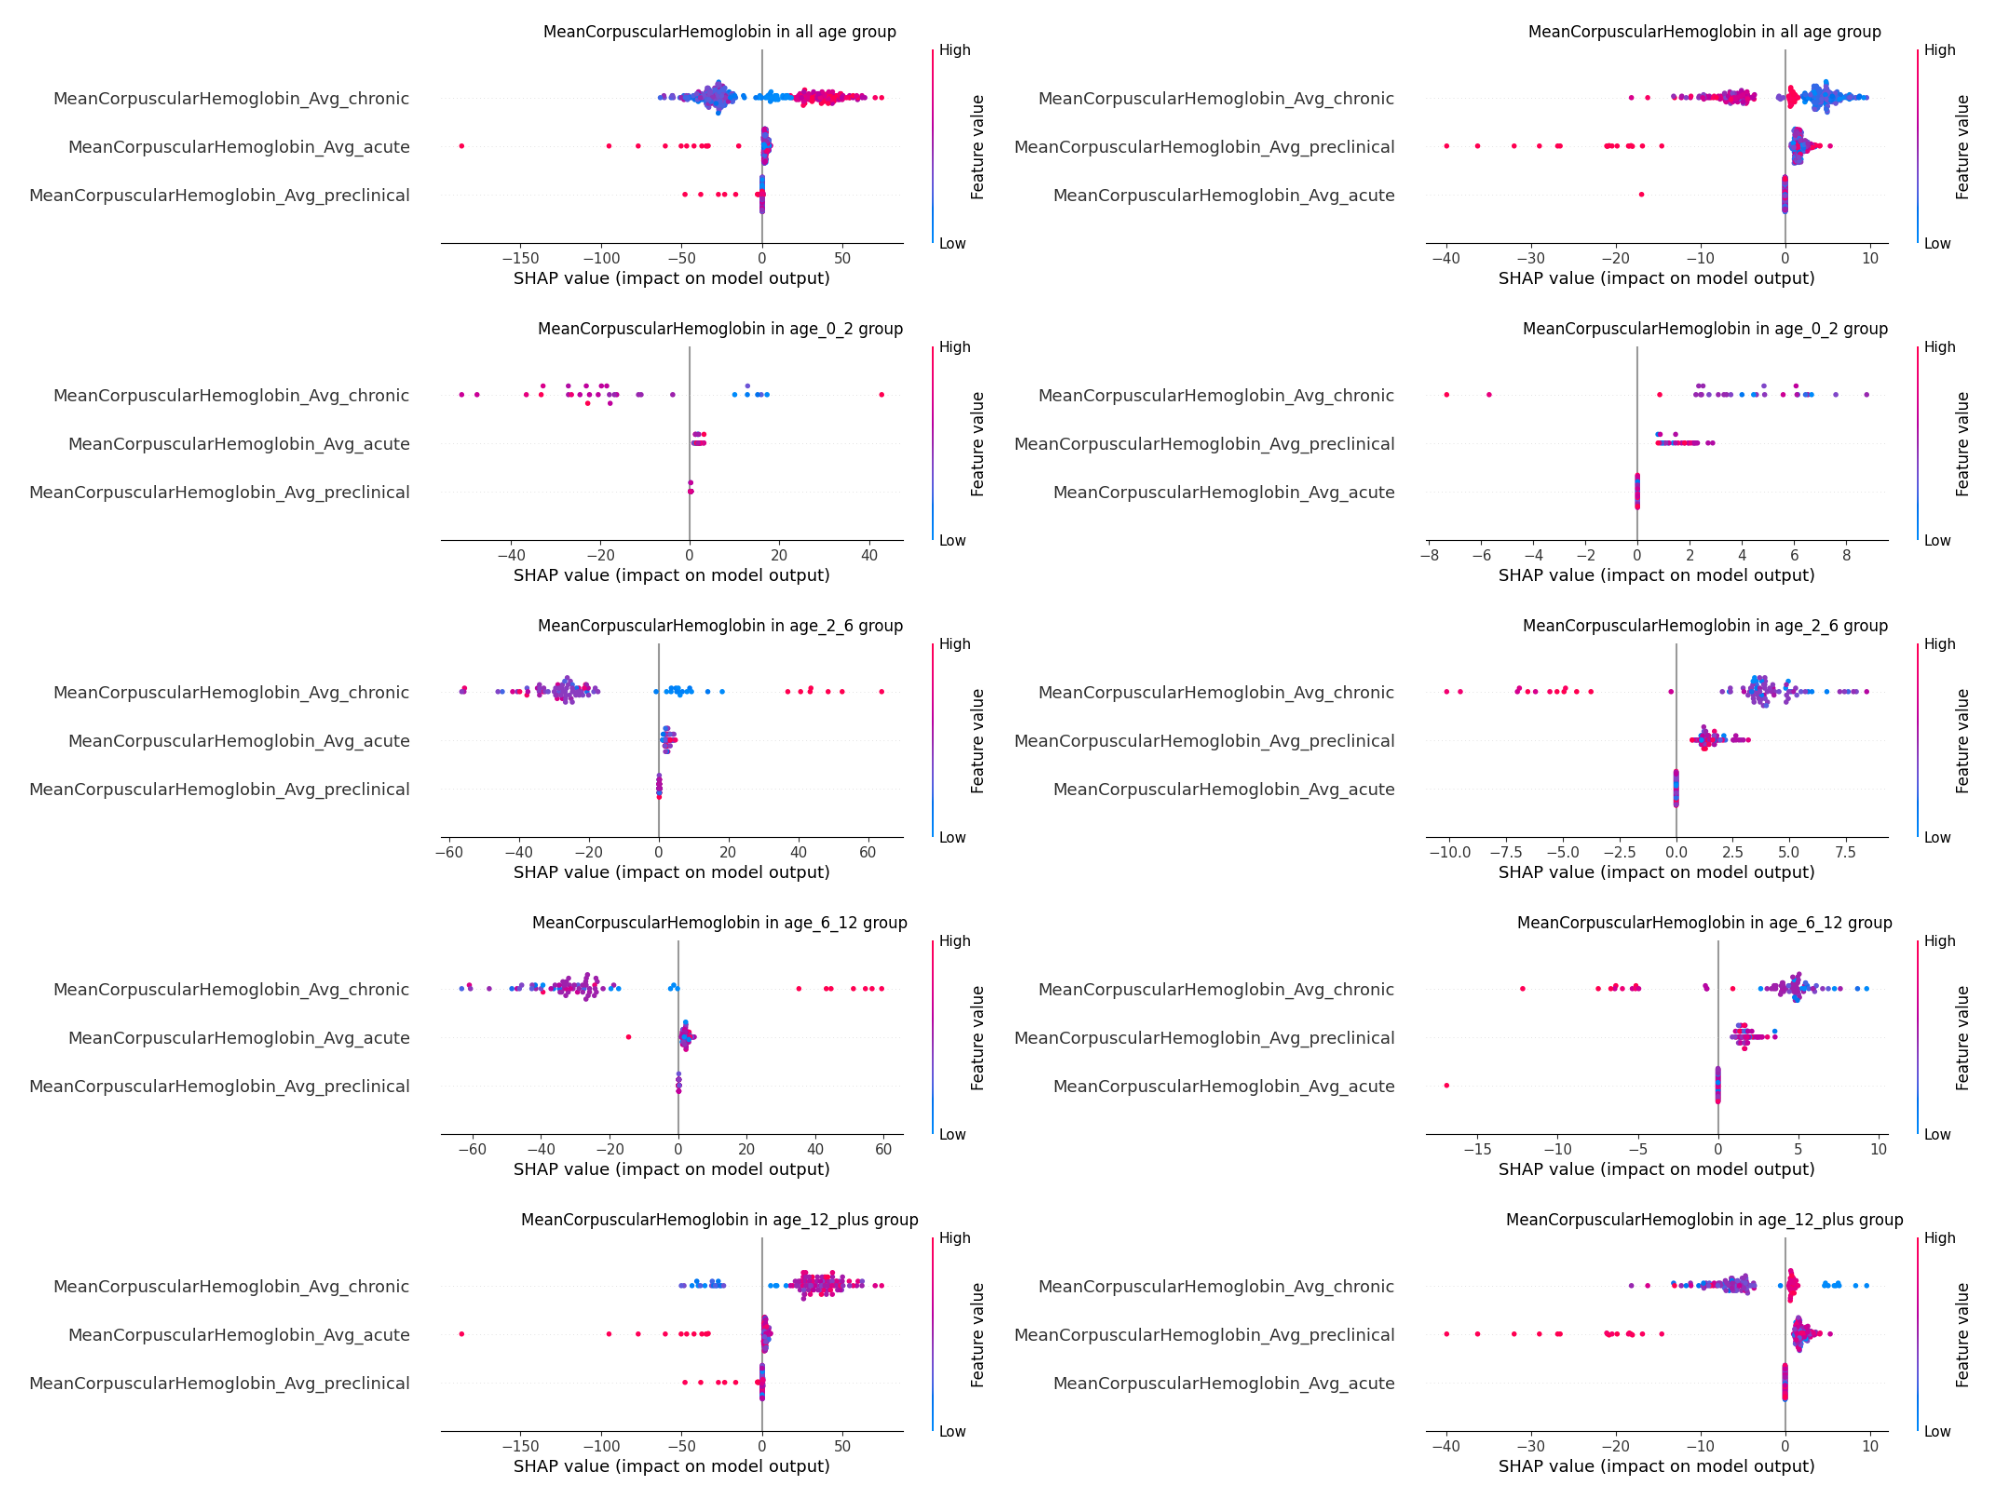 MeanCorpuscularHemoglobin in all age group
High
MeanCorpuscularHemoglobin_Avg_chronic
MeanCorpuscularHemoglobin_Avg_acute
MeanCorpuscularHemoglobin_Avg_preclinical
Feature value
Low
−150 −100 −50 0 50
SHAP value (impact on model output)
MeanCorpuscularHemoglobin in all age group
High
MeanCorpuscularHemoglobin_Avg_chronic
MeanCorpuscularHemoglobin_Avg_preclinical
MeanCorpuscularHemoglobin_Avg_acute
Feature value
Low
−40 −30 −20 −10 0 10
SHAP value (impact on model output)
MeanCorpuscularHemoglobin in age_0_2 group
High
MeanCorpuscularHemoglobin_Avg_chronic
MeanCorpuscularHemoglobin_Avg_acute
MeanCorpuscularHemoglobin_Avg_preclinical
Feature value
Low
−40 −20 0 20 40
SHAP value (impact on model output)
MeanCorpuscularHemoglobin in age_0_2 group
High
MeanCorpuscularHemoglobin_Avg_chronic
MeanCorpuscularHemoglobin_Avg_preclinical
MeanCorpuscularHemoglobin_Avg_acute
Feature value
Low
−8 −6 −4 −2 0 2 4 6 8
SHAP value (impact on model output)
MeanCorpuscularHemoglobin in age_2_6 group
High
MeanCorpuscularHemoglobin_Avg_chronic
MeanCorpuscularHemoglobin_Avg_acute
MeanCorpuscularHemoglobin_Avg_preclinical
Feature value
Low
−60 −40 −20 0 20 40 60
SHAP value (impact on model output)
MeanCorpuscularHemoglobin in age_2_6 group
High
MeanCorpuscularHemoglobin_Avg_chronic
MeanCorpuscularHemoglobin_Avg_preclinical
MeanCorpuscularHemoglobin_Avg_acute
Feature value
Low
−10.0 −7.5 −5.0 −2.5 0.0 2.5 5.0 7.5
SHAP value (impact on model output)
MeanCorpuscularHemoglobin in age_6_12 group
High
MeanCorpuscularHemoglobin_Avg_chronic
MeanCorpuscularHemoglobin_Avg_acute
MeanCorpuscularHemoglobin_Avg_preclinical
Feature value
Low
−60 −40 −20 0 20 40 60
SHAP value (impact on model output)
MeanCorpuscularHemoglobin in age_6_12 group
High
MeanCorpuscularHemoglobin_Avg_chronic
MeanCorpuscularHemoglobin_Avg_preclinical
MeanCorpuscularHemoglobin_Avg_acute
Feature value
Low
−15 −10 −5 0 5 10
SHAP value (impact on model output)
MeanCorpuscularHemoglobin in age_12_plus group
High
MeanCorpuscularHemoglobin_Avg_chronic
MeanCorpuscularHemoglobin_Avg_acute
MeanCorpuscularHemoglobin_Avg_preclinical
Feature value
Low
−150 −100 −50 0 50
SHAP value (impact on model output)
MeanCorpuscularHemoglobin in age_12_plus group
High
MeanCorpuscularHemoglobin_Avg_chronic
MeanCorpuscularHemoglobin_Avg_preclinical
MeanCorpuscularHemoglobin_Avg_acute
Feature value
Low
−40 −30 −20 −10 0 10
SHAP value (impact on model output)